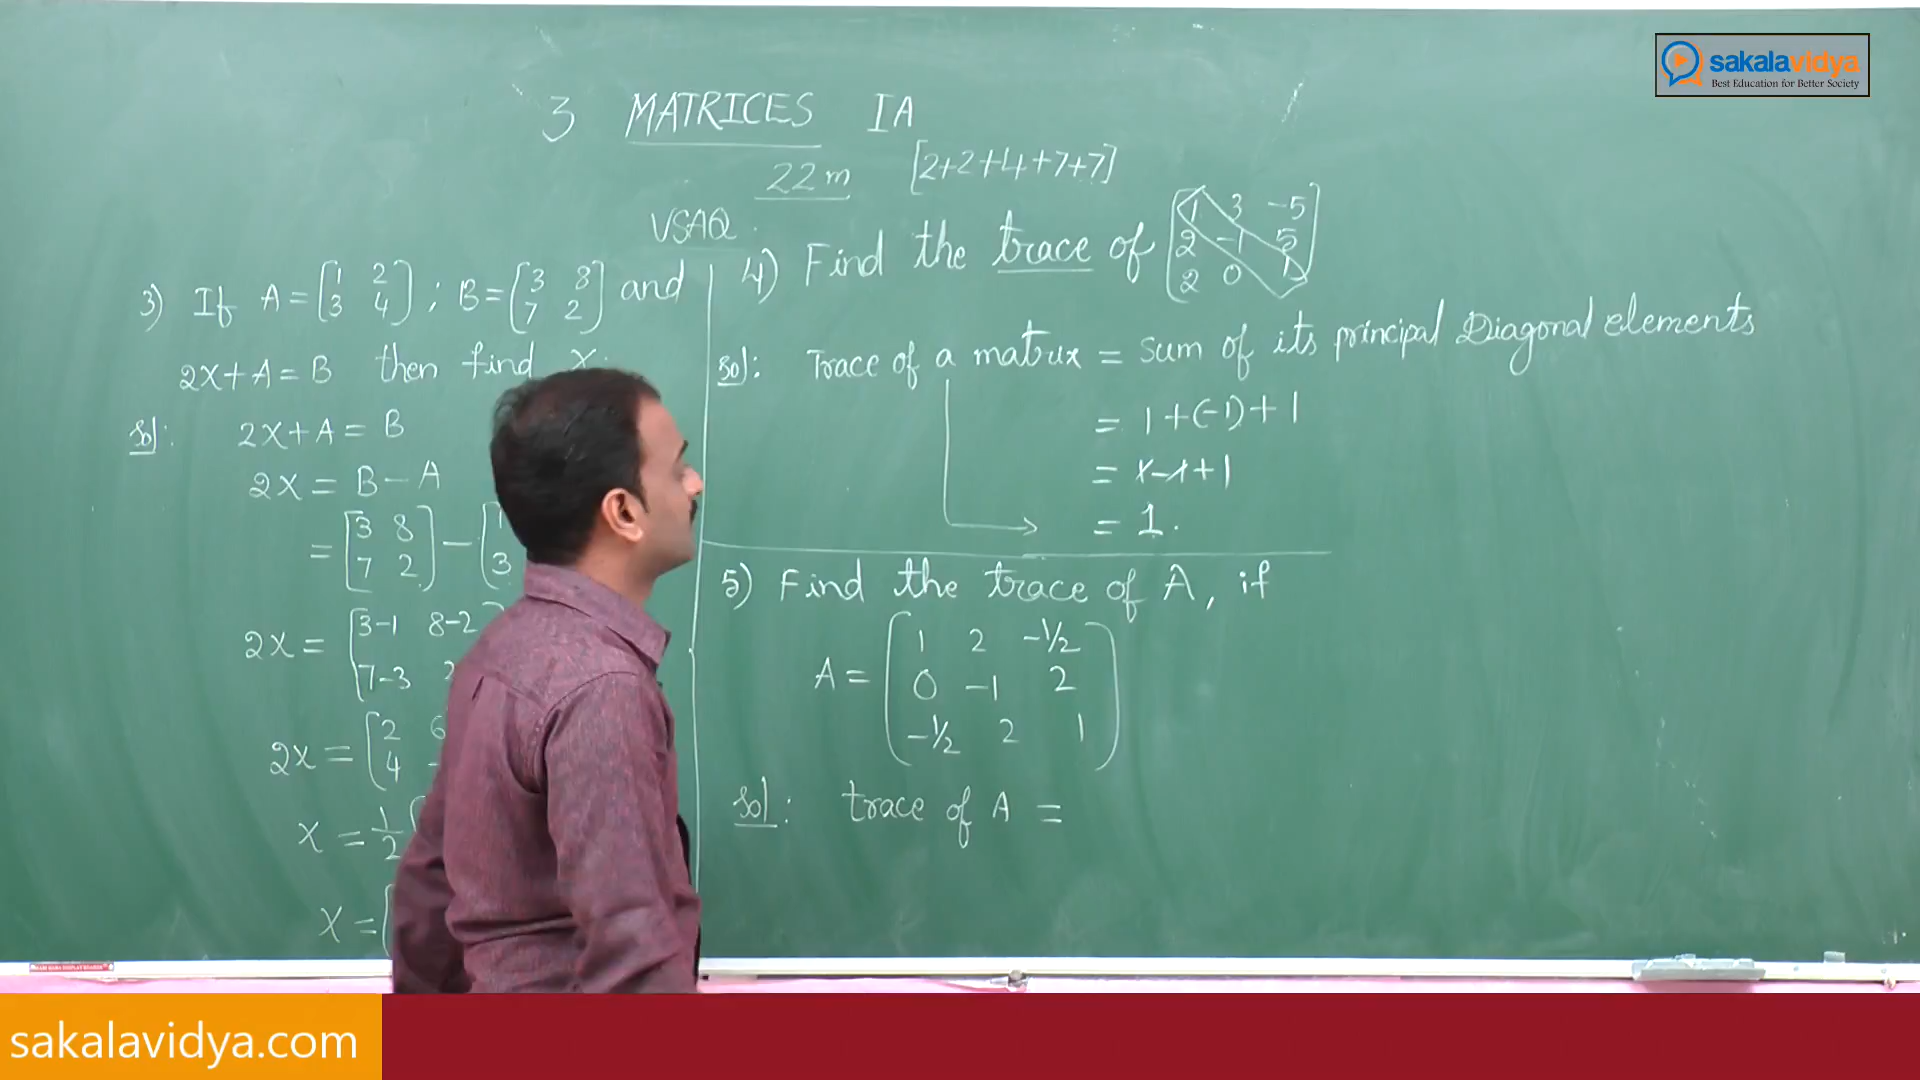 sakalavidya
Best Education for Better Society
3 MATRICES IA
22m [2+2+4+7+7]
VSAQ.
3) If A = [1 2
3 4] ; B = [3 8
7 2] and
2X+A = B then find X.
Sol: 2X+A = B
2X = B - A
= [3 8
7 2] - [1
3
2X = [3-1 8-2]
7-3 2
2X = [2 6
4 -
X = 1/2 [
X = [
4) Find the trace of [1 3 -5
2 -1 5
2 0 1]
Sol: Trace of a matrix = sum of its principal Diagonal elements
= 1+(-1)+1
= 1-1+1
= 1.
5) Find the trace of A, if
A = [1 2 -1/2
0 -1 2
-1/2 2 1]
Sol: trace of A =
sakalavidya.com